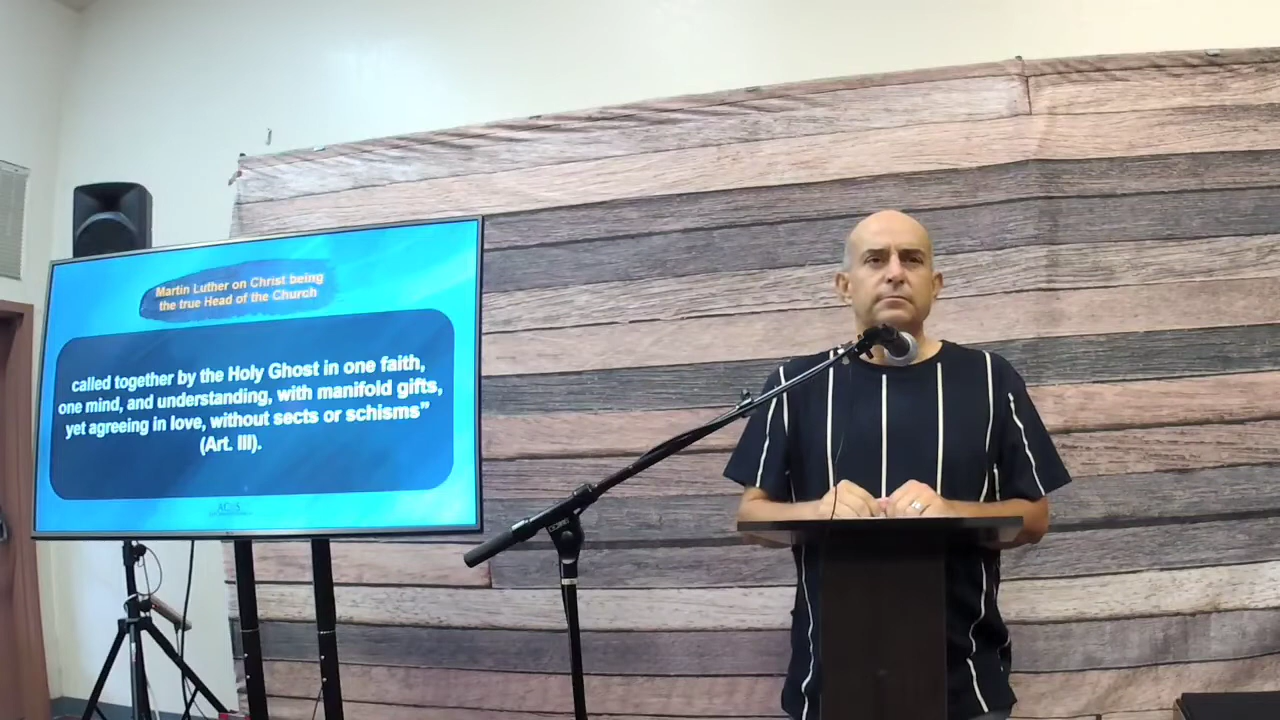 Martin Luther on Christ being
the true Head of the Church
called together by the Holy Ghost in one faith,
one mind, and understanding, with manifold gifts,
yet agreeing in love, without sects or schisms”
(Art. III).